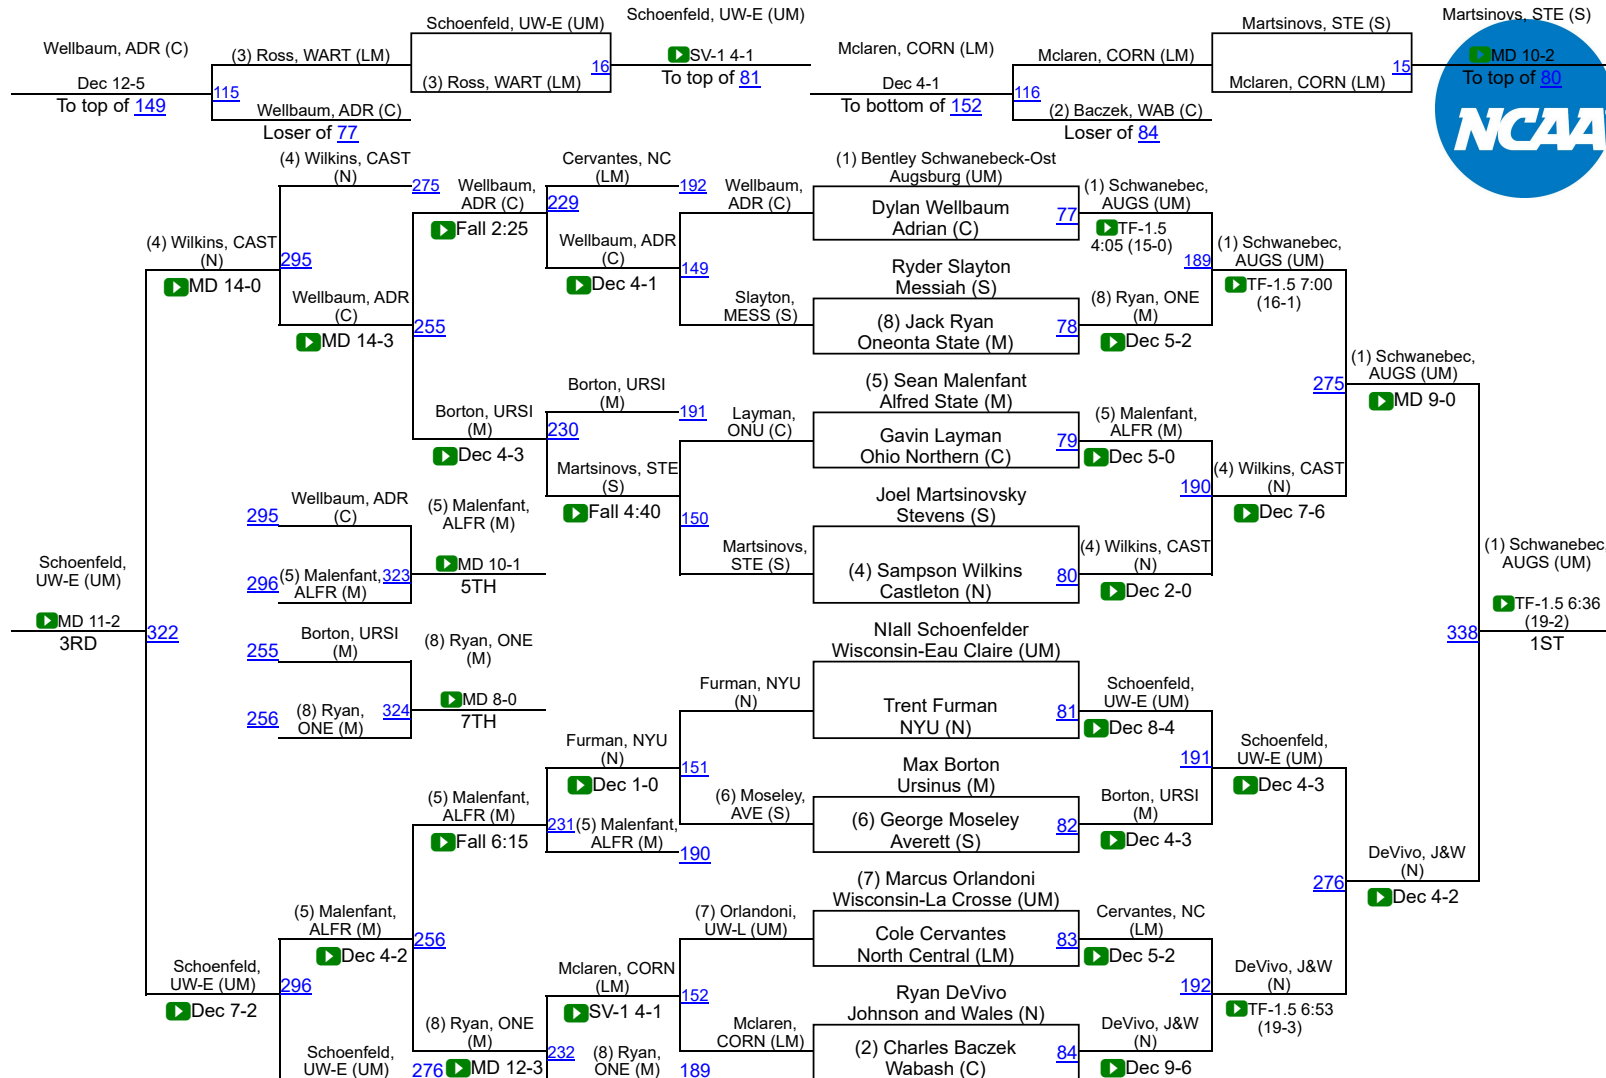 Schoenfeld, UW-E (UM)
Schoenfeld, UW-E (UM)
Martsinovs, STE (S)
Martsinovs, STE (S)
Wellbaum, ADR (C)
(3) Ross, WART (LM)
16
SV-1 4-1
Mclaren, CORN (LM)
Mclaren, CORN (LM)
15
MD 10-2
Dec 12-5
(3) Ross, WART (LM)
To top of 81
Dec 4-1
Mclaren, CORN (LM)
To top of 80
To top of 149
115
Wellbaum, ADR (C)
To bottom of 152
116
(2) Baczek, WAB (C)
Loser of 77
Loser of 84
NCAA
(4) Wilkins, CAST
(N)
275
Wellbaum,
ADR (C)
Fall 2:25
Cervantes, NC
(LM)
192
229
Wellbaum, ADR
(C)
Dec 4-1
Wellbaum,
ADR (C)
149
Slayton,
MESS (S)
(1) Bentley Schwanebeck-Ost
Augsburg (UM)
Dylan Wellbaum
Adrian (C)
77
(1) Schwanebec,
AUGS (UM)
TF-1.5
4:05 (15-0)
Ryder Slayton
Messiah (S)
(8) Jack Ryan
Oneonta State (M)
78
(8) Ryan, ONE
(M)
Dec 5-2
189
(1) Schwanebec,
AUGS (UM)
TF-1.5 7:00
(16-1)
(4) Wilkins, CAST
(N)
MD 14-0
295
Wellbaum, ADR
(C)
MD 14-3
255
Borton, URSI
(M)
Dec 4-3
Borton, URSI
(M)
191
230
Martsinovs, STE
(S)
Fall 4:40
Layman,
ONU (C)
150
Martsinovs,
STE (S)
(5) Sean Malenfant
Alfred State (M)
Gavin Layman
Ohio Northern (C)
79
(5) Malenfant,
ALFR (M)
Dec 5-0
Joel Martsinovsky
Stevens (S)
(4) Sampson Wilkins
Castleton (N)
80
(4) Wilkins, CAST
(N)
Dec 2-0
190
(4) Wilkins, CAST
(N)
Dec 7-6
275
(1) Schwanebec,
AUGS (UM)
MD 9-0
295
Wellbaum, ADR
(C)
296
(5) Malenfant,
ALFR (M)
323
(5) Malenfant,
ALFR (M)
MD 10-1
5TH
Schoenfeld,
UW-E (UM)
MD 11-2
3RD
322
255
Borton, URSI
(M)
256
(8) Ryan,
ONE (M)
324
(8) Ryan, ONE
(M)
MD 8-0
7TH
(1) Schwanebec,
AUGS (UM)
TF-1.5 6:36
(19-2)
338
1ST
Furman, NYU
(N)
NIall Schoenfelder
Wisconsin-Eau Claire (UM)
Trent Furman
NYU (N)
81
Schoenfeld,
UW-E (UM)
Dec 8-4
Furman, NYU
(N)
Dec 1-0
151
(6) Moseley,
AVE (S)
Max Borton
Ursinus (M)
(6) George Moseley
Averett (S)
82
Borton, URSI
(M)
Dec 4-3
191
Schoenfeld,
UW-E (UM)
Dec 4-3
(5) Malenfant,
ALFR (M)
Fall 6:15
231
(5) Malenfant,
ALFR (M)
190
276
DeVivo, J&W
(N)
Dec 4-2
(5) Malenfant,
ALFR (M)
Dec 4-2
256
(7) Orlandoni,
UW-L (UM)
(7) Marcus Orlandoni
Wisconsin-La Crosse (UM)
Cole Cervantes
North Central (LM)
83
Cervantes, NC
(LM)
Dec 5-2
Schoenfeld,
UW-E (UM)
Dec 7-2
296
Mclaren, CORN
(LM)
SV-1 4-1
152
Mclaren,
CORN (LM)
Ryan DeVivo
Johnson and Wales (N)
(2) Charles Baczek
Wabash (C)
84
DeVivo, J&W
(N)
Dec 9-6
192
DeVivo, J&W
(N)
TF-1.5 6:53
(19-3)
Schoenfeld,
UW-E (UM)
276
(8) Ryan, ONE
(M)
MD 12-3
232
(8) Ryan,
ONE (M)
189